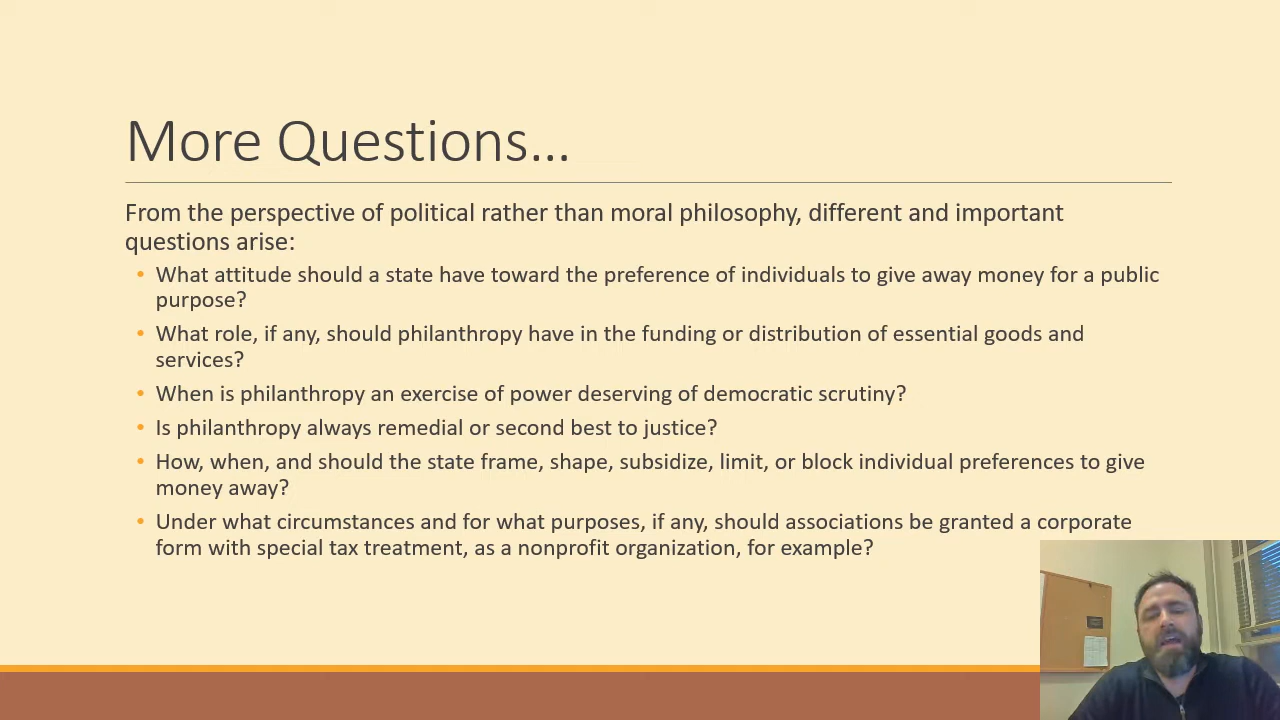 More Questions…
From the perspective of political rather than moral philosophy, different and important
questions arise:
• What attitude should a state have toward the preference of individuals to give away money for a public
purpose?
• What role, if any, should philanthropy have in the funding or distribution of essential goods and
services?
• When is philanthropy an exercise of power deserving of democratic scrutiny?
• Is philanthropy always remedial or second best to justice?
• How, when, and should the state frame, shape, subsidize, limit, or block individual preferences to give
money away?
• Under what circumstances and for what purposes, if any, should associations be granted a corporate
form with special tax treatment, as a nonprofit organization, for example?